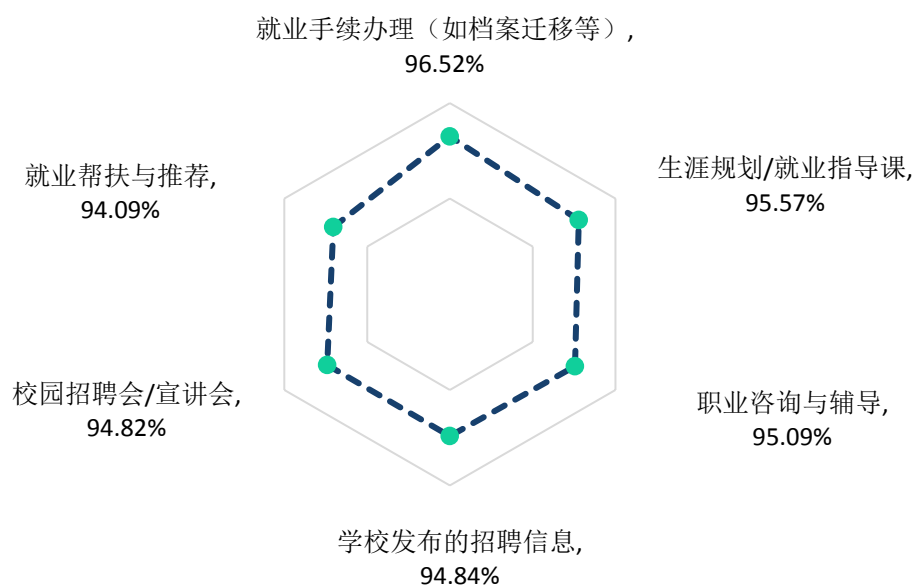 就业手续办理（如档案迁移等）,
96.52%
生涯规划/就业指导课,
95.57%
职业咨询与辅导,
95.09%
学校发布的招聘信息,
94.84%
校园招聘会/宣讲会,
94.82%
就业帮扶与推荐,
94.09%